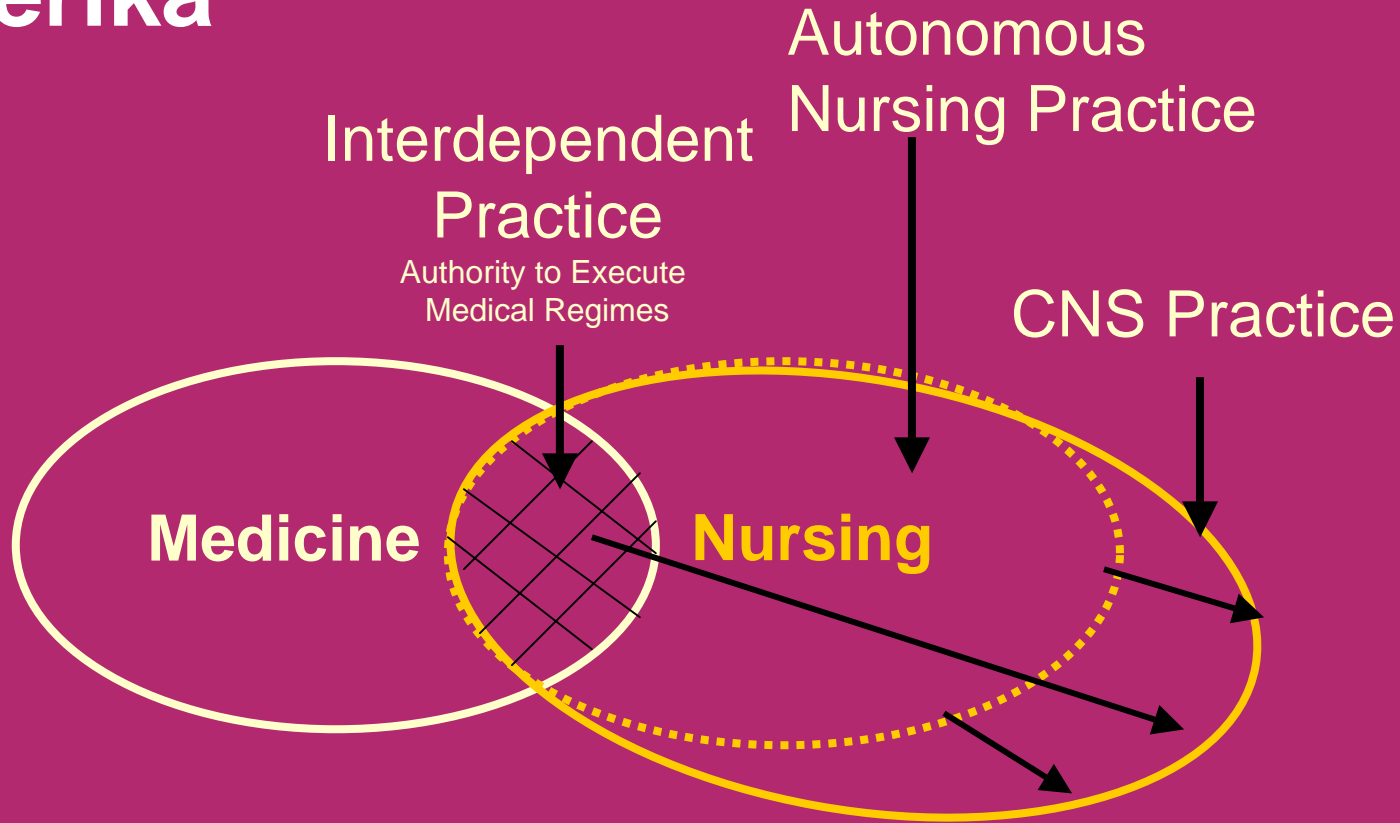 Autonomous
Nursing Practice
Interdependent
Practice
Authority to Execute
Medical Regimes
CNS Practice
Medicine
Nursing